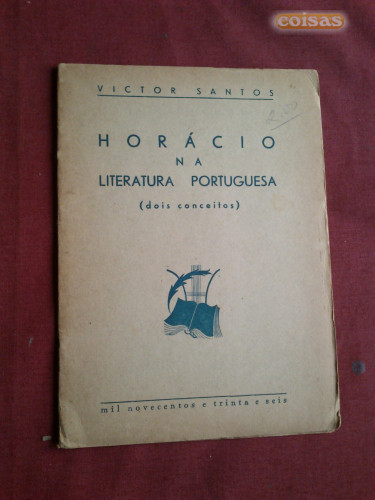 coisas
VICTOR SANTOS
HORÁCIO
NA
LITERATURA PORTUGUESA
(dois conceitos)
mil novecentos e trinta e seis